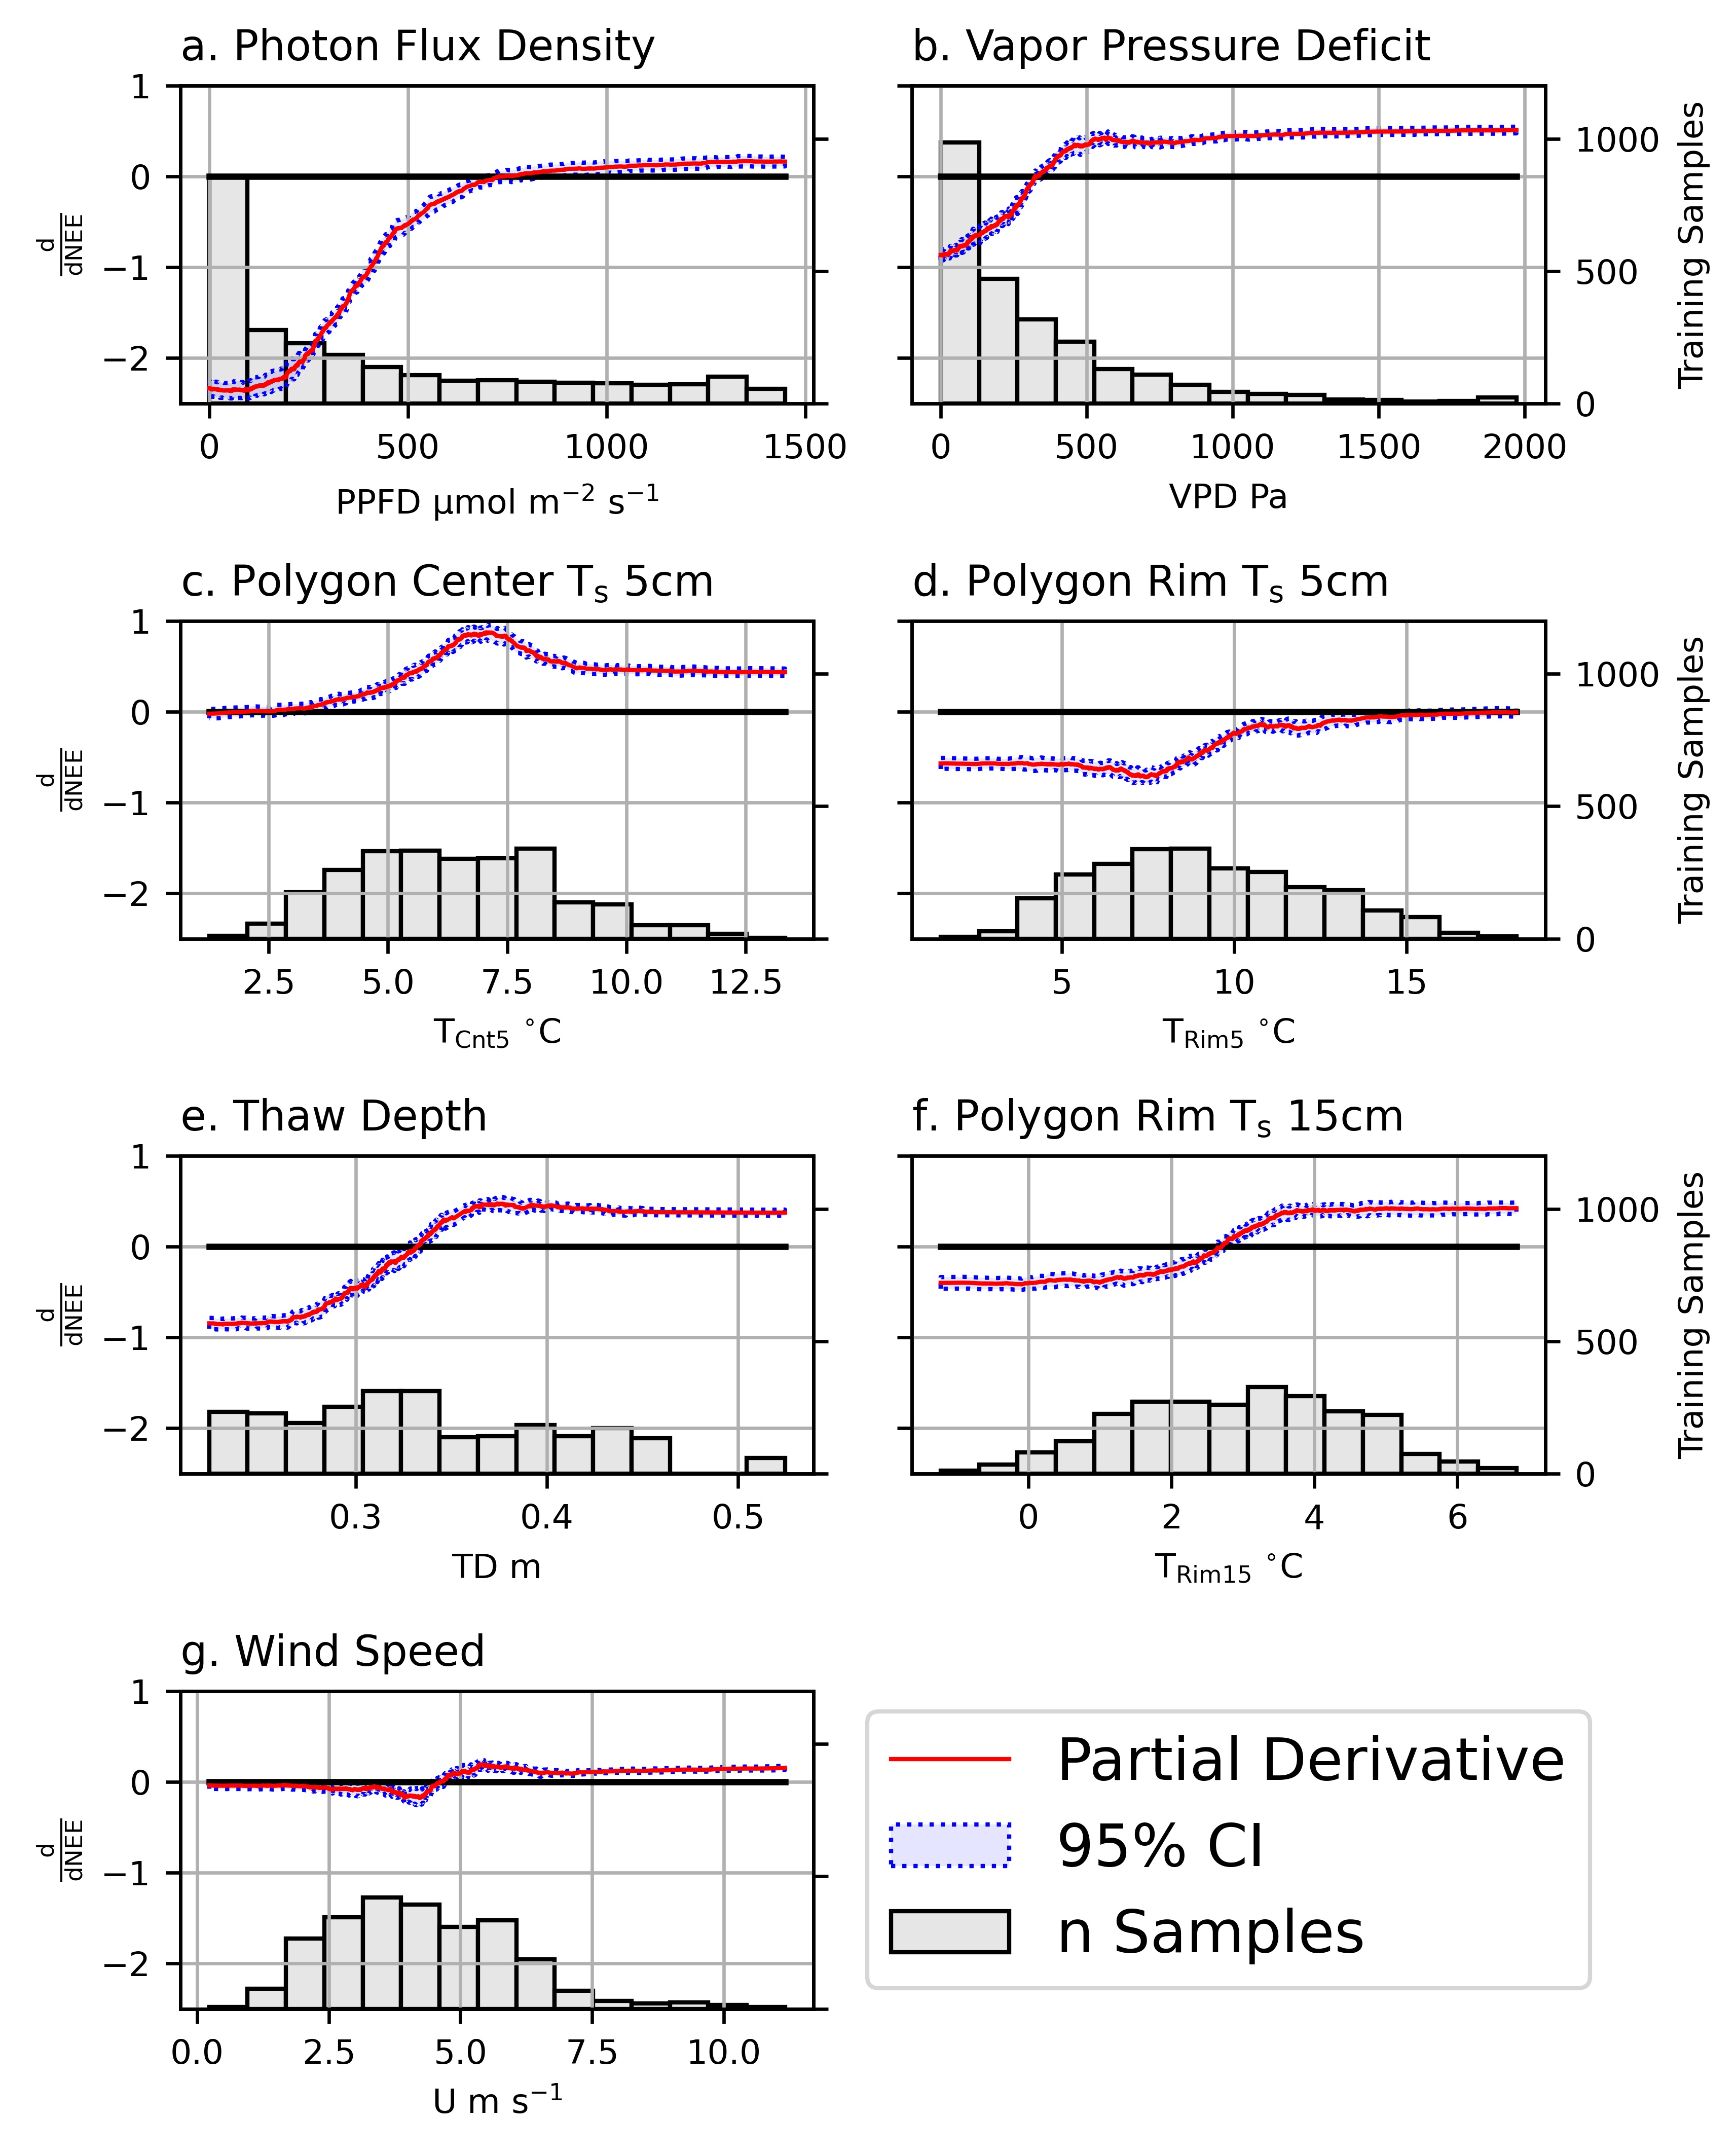 a. Photon Flux Density
b. Vapor Pressure Deficit
1
0
−1
−2
d
dNEE
1000
500
0
Training Samples
0 500 1000 1500
0 500 1000 1500 2000
PPFD µmol m⁻² s⁻¹
VPD Pa
c. Polygon Center Tₛ 5cm
d. Polygon Rim Tₛ 5cm
1
0
−1
−2
d
dNEE
1000
500
0
Training Samples
2.5 5.0 7.5 10.0 12.5
5 10 15
T_Cnt5 °C
T_Rim5 °C
e. Thaw Depth
f. Polygon Rim Tₛ 15cm
1
0
−1
−2
d
dNEE
1000
500
0
Training Samples
0.3 0.4 0.5
0 2 4 6
TD m
T_Rim15 °C
g. Wind Speed
1
0
−1
−2
d
dNEE
0.0 2.5 5.0 7.5 10.0
U m s⁻¹
Partial Derivative
95% CI
n Samples